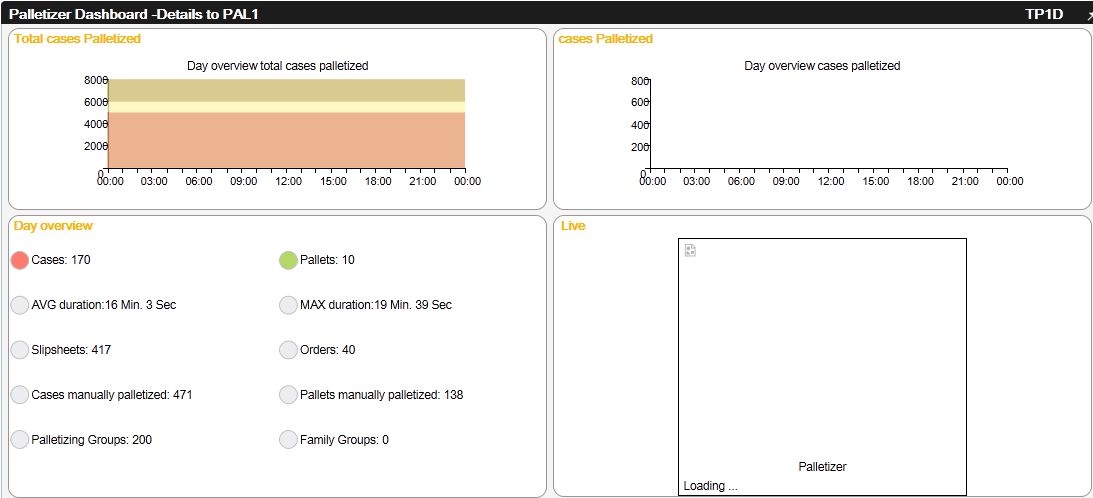 Palletizer Dashboard -Details to PAL1
TP1D
Total cases Palletized
Day overview total cases palletized
8000
6000
4000
2000
0
00:00 03:00 06:00 09:00 12:00 15:00 18:00 21:00 00:00
cases Palletized
Day overview cases palletized
800
600
400
200
0
00:00 03:00 06:00 09:00 12:00 15:00 18:00 21:00 00:00
Day overview
Cases: 170
Pallets: 10
AVG duration:16 Min. 3 Sec
MAX duration:19 Min. 39 Sec
Slipsheets: 417
Orders: 40
Cases manually palletized: 471
Pallets manually palletized: 138
Palletizing Groups: 200
Family Groups: 0
Live
Palletizer
Loading ...